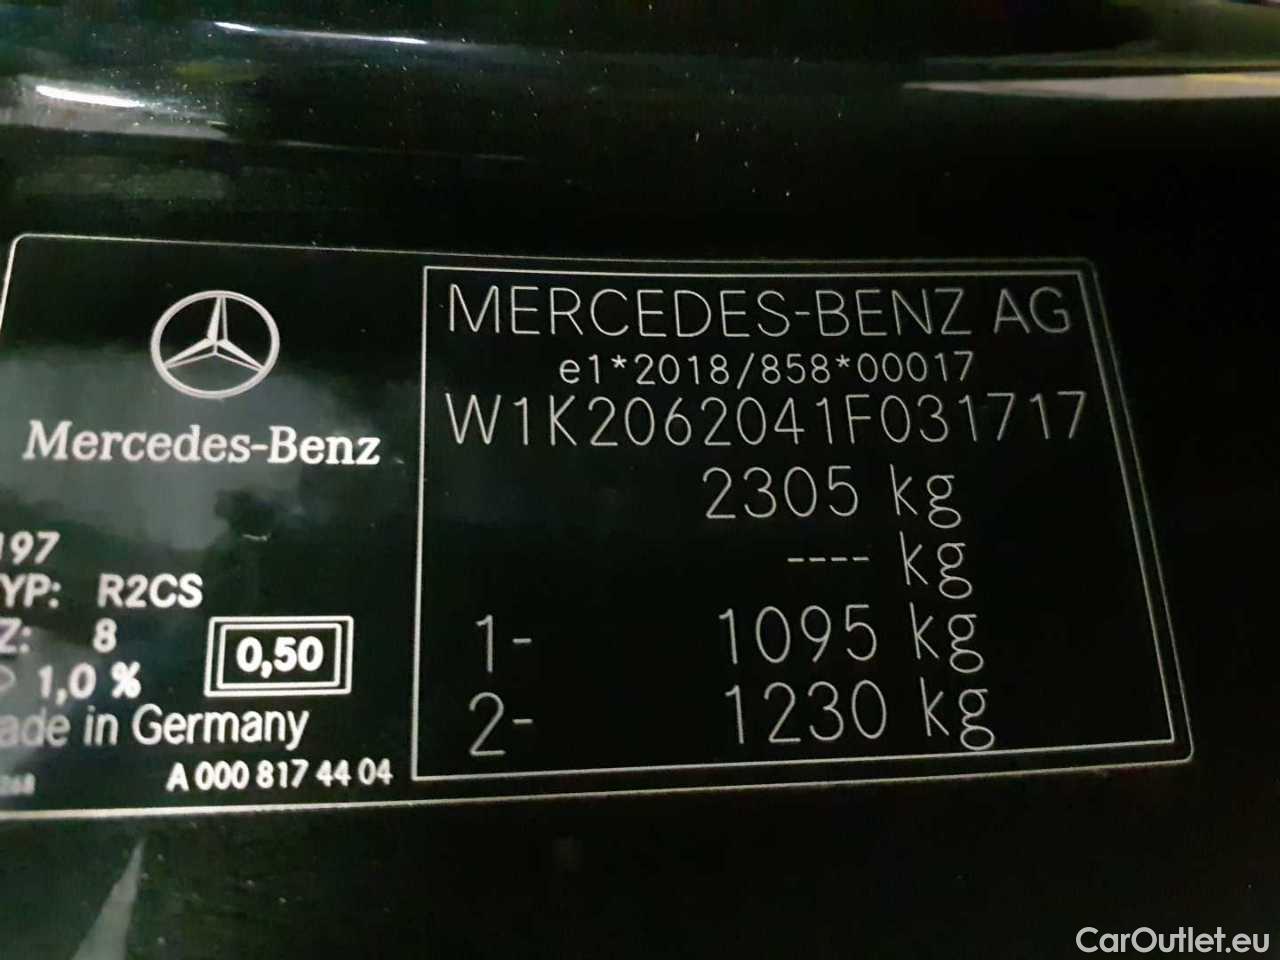 Mercedes-Benz
197
YP: R2CS
Z: 8
0,50
1,0 %
ade in Germany
A 000 817 44 04
MERCEDES-BENZ AG
e1*2018/858*00017
W1K2062041F031717
2305 kg
---- kg
1- 1095 kg
2- 1230 kg
CarOutlet.eu